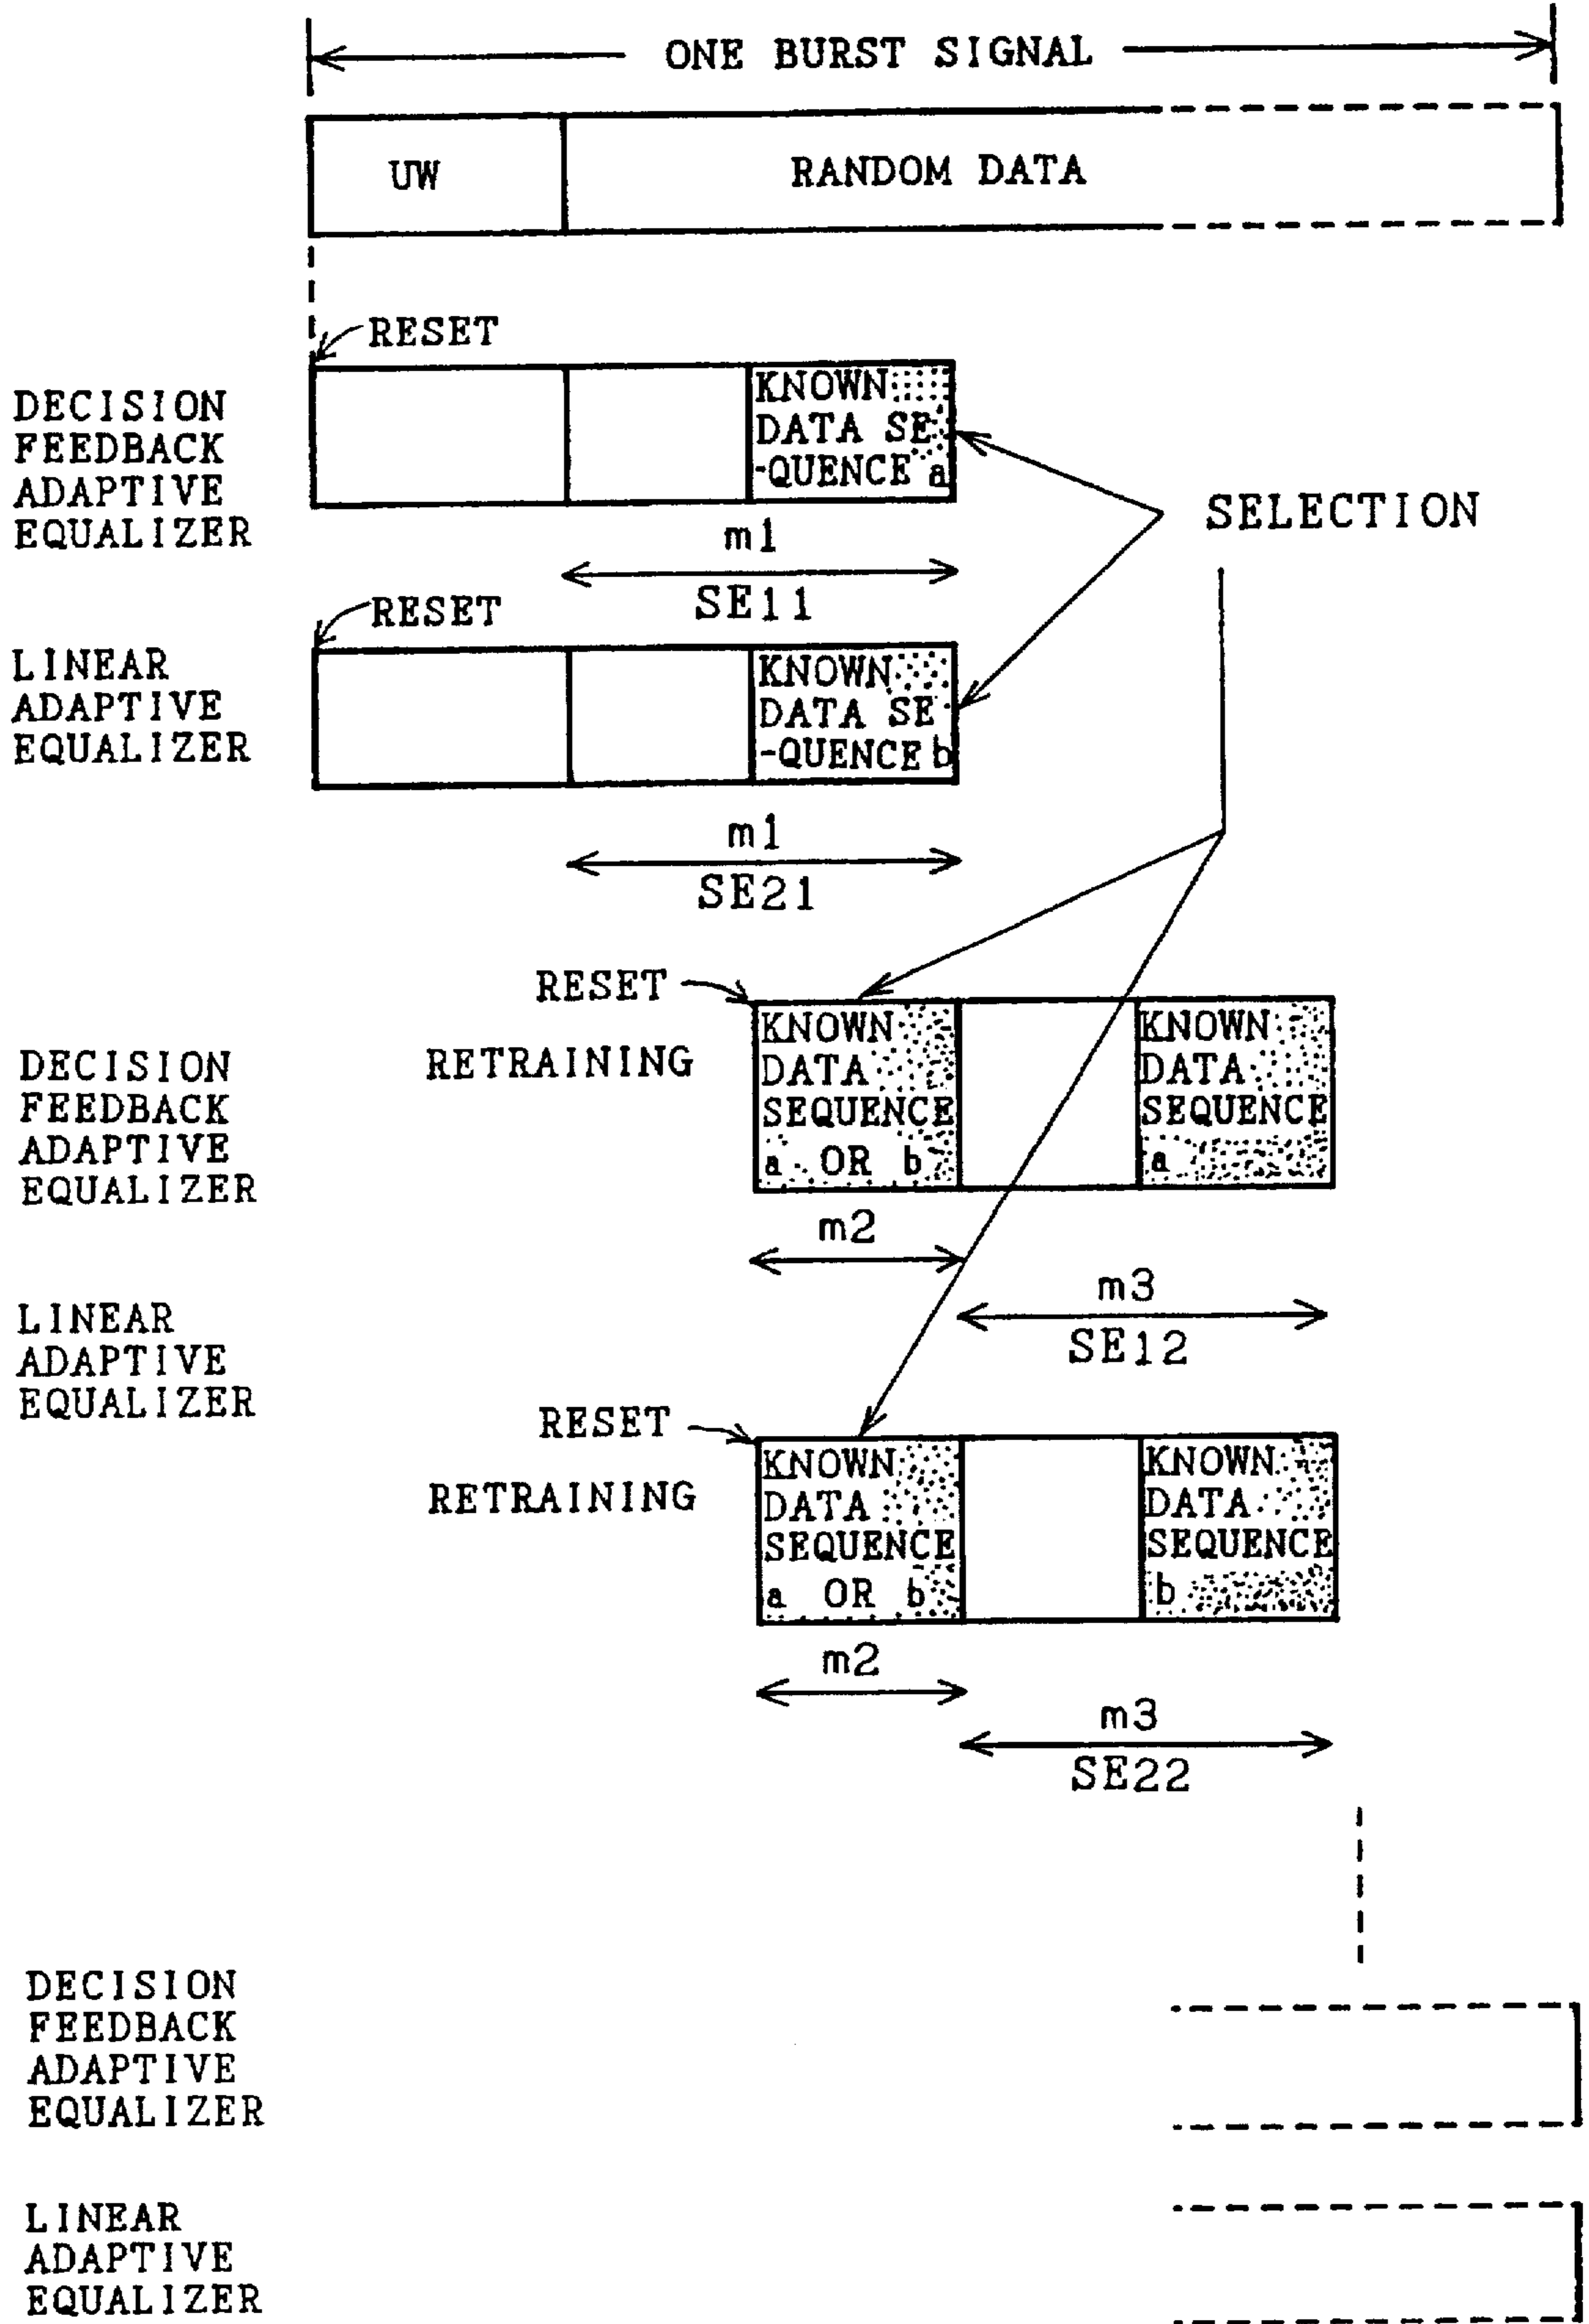 ONE BURST SIGNAL
UW
RANDOM DATA
RESET
DECISION
FEEDBACK
ADAPTIVE
EQUALIZER
KNOWN
DATA SE
-QUENCE a
SELECTION
m1
SE11
RESET
LINEAR
ADAPTIVE
EQUALIZER
KNOWN
DATA SE
-QUENCE b
m1
SE21
RESET
RETRAINING
DECISION
FEEDBACK
ADAPTIVE
EQUALIZER
KNOWN
DATA
SEQUENCE
a OR b
KNOWN
DATA
SEQUENCE
a
m2
m3
SE12
LINEAR
ADAPTIVE
EQUALIZER
RESET
RETRAINING
KNOWN
DATA
SEQUENCE
a OR b
KNOWN
DATA
SEQUENCE
b
m2
m3
SE22
DECISION
FEEDBACK
ADAPTIVE
EQUALIZER
LINEAR
ADAPTIVE
EQUALIZER